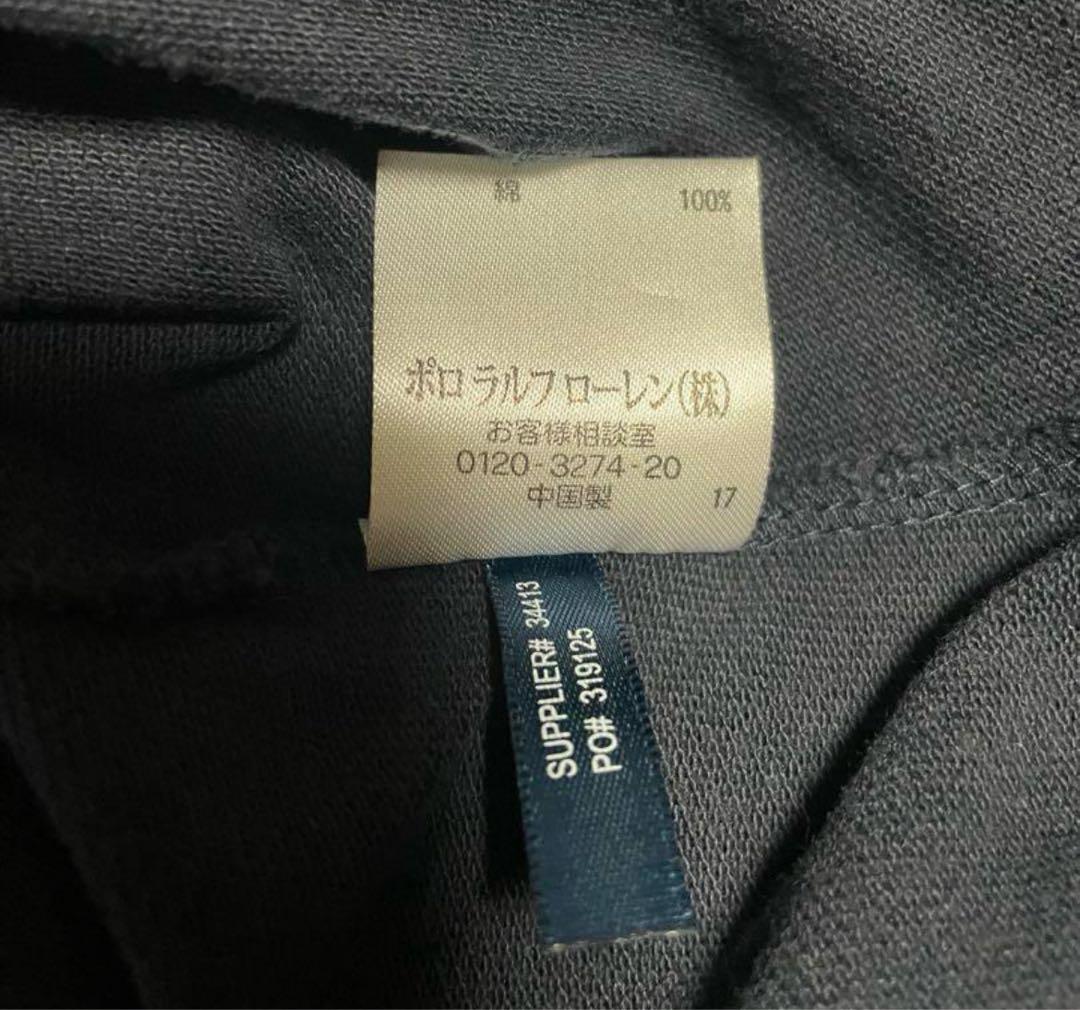 綿 100%
ポロ ラルフ ローレン(株)
お客様相談室
0120-3274-20
中国製 17
SUPPLIER# 34413
PO# 319125